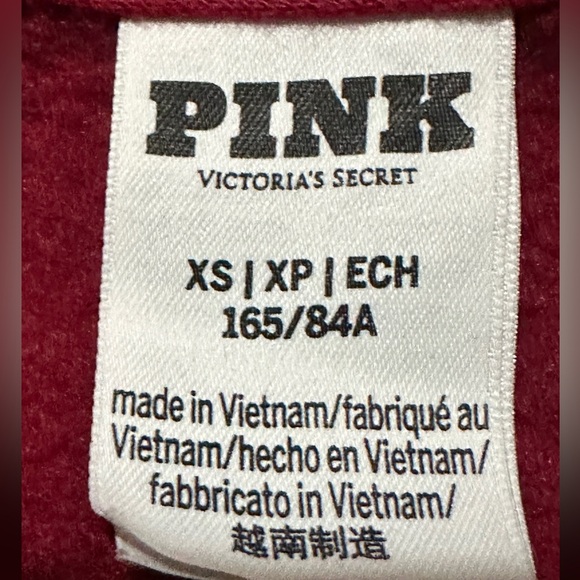 PINK
VICTORIA'S SECRET
XS | XP | ECH
165/84A
made in Vietnam/fabriqué au
Vietnam/hecho en Vietnam/
fabbricato in Vietnam/
越南制造